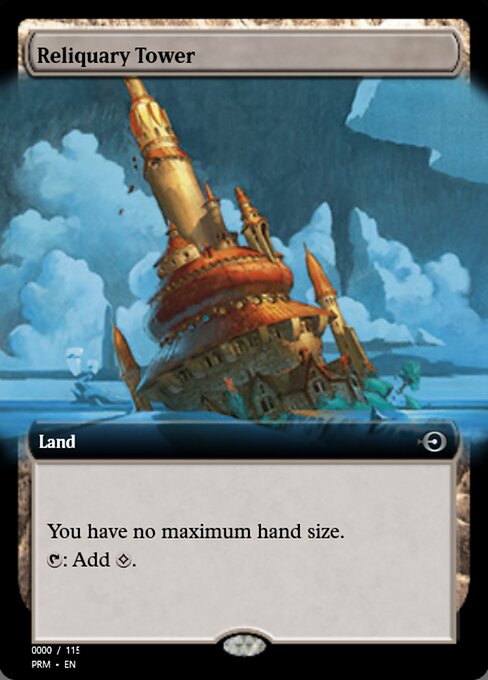 Reliquary Tower
Land
You have no maximum hand size.
: Add .
0000 / 115
PRM • EN